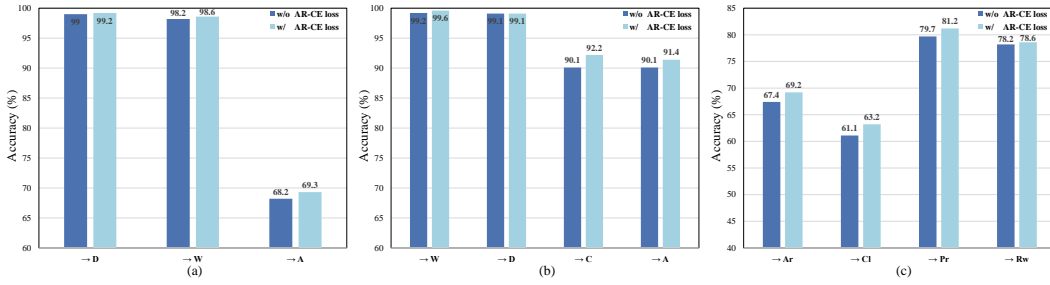 w/o AR-CE loss
w/ AR-CE loss
Accuracy (%)
100
95
90
85
80
75
70
65
60
99
99.2
98.2
98.6
68.2
69.3
→ D
→ W
→ A
(a)
w/o AR-CE loss
w/ AR-CE loss
Accuracy (%)
100
95
90
85
80
75
70
65
60
99.2
99.6
99.1
99.1
90.1
92.2
90.1
91.4
→ W
→ D
→ C
→ A
(b)
w/o AR-CE loss
w/ AR-CE loss
Accuracy (%)
85
80
75
70
65
60
55
50
45
40
67.4
69.2
61.1
63.2
79.7
81.2
78.2
78.6
→ Ar
→ Cl
→ Pr
→ Rw
(c)